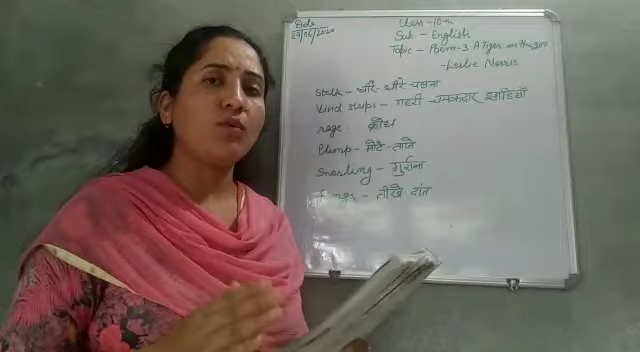 Date
Class - 10th
Sub. - English
Topic - Poem - 3 A Tiger in the Zoo
- Leslie Norris
Stalk - धीरे-धीरे चलना
Vivid stripes - गहरी चमकदार
rage - क्रोध
Plump - मोटे-ताजे
Snarling - गुर्राना
- तीखे दांत